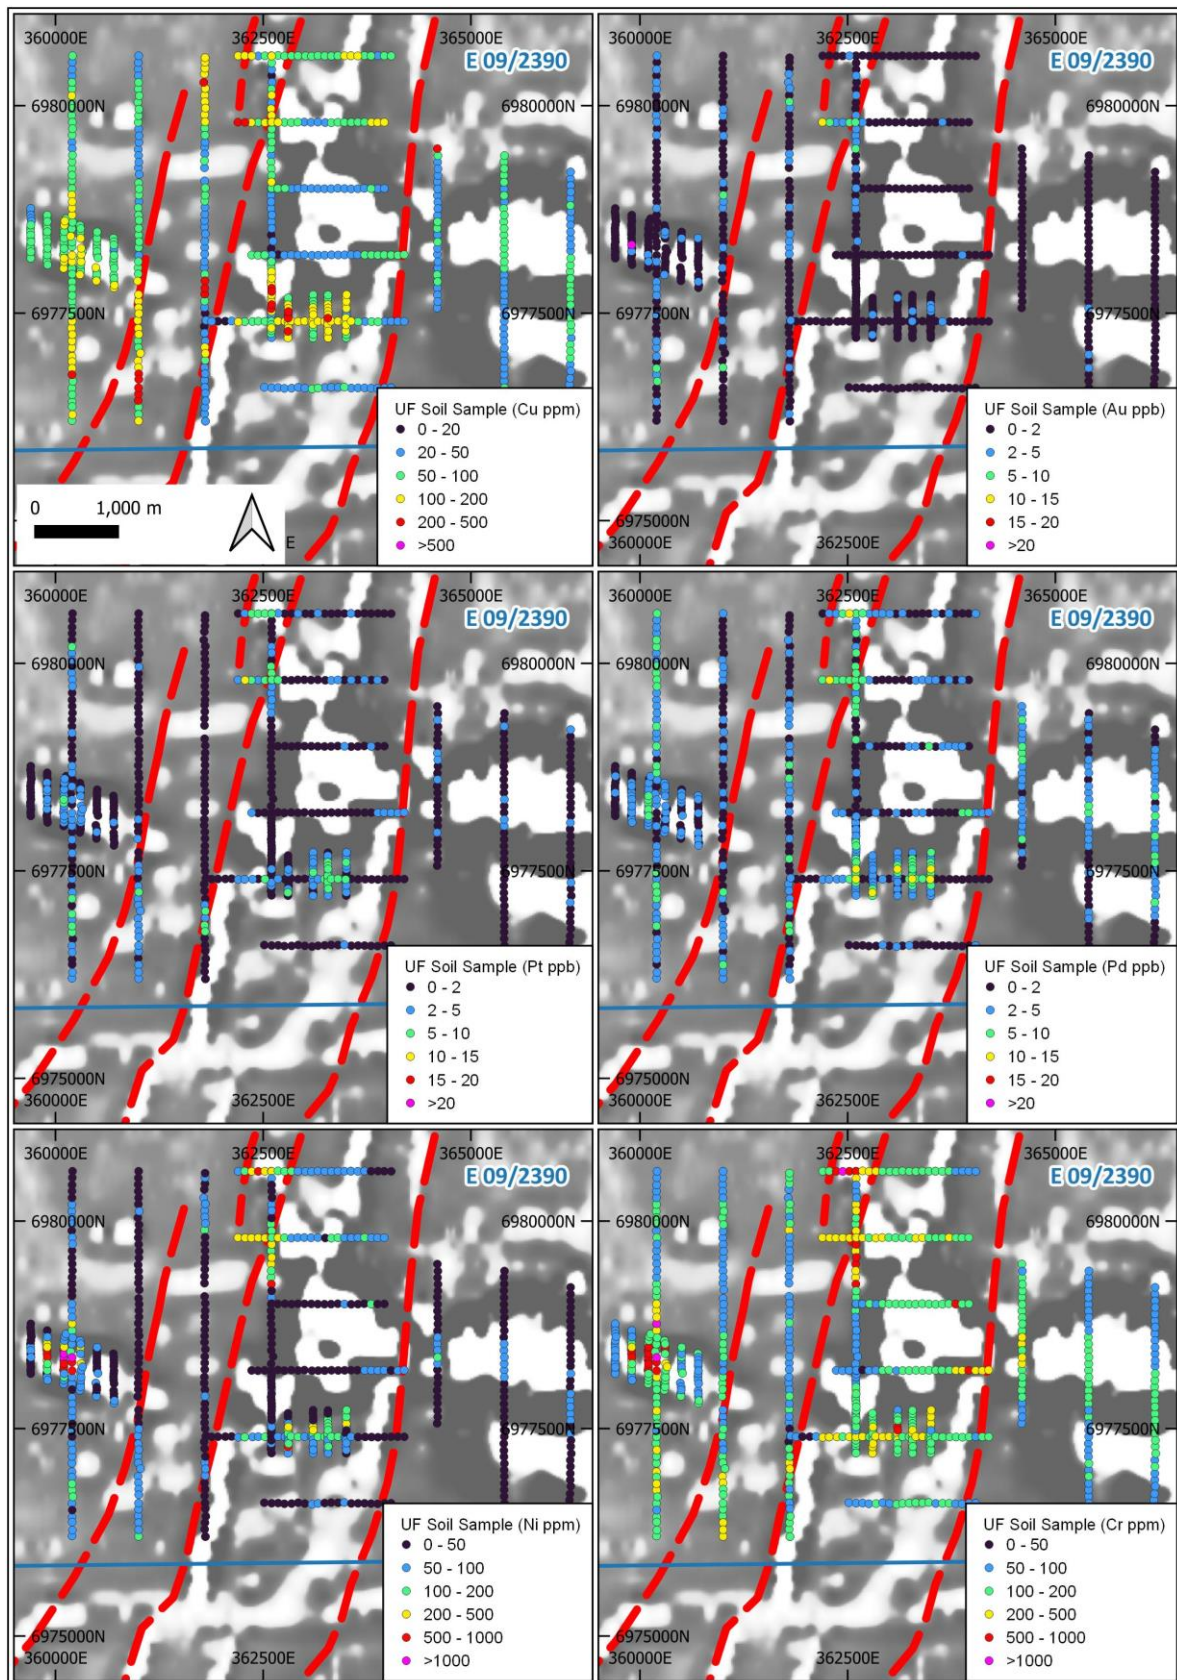 360000E 362500E 365000E
E 09/2390
6980000N
6977500N
UF Soil Sample (Cu ppm)
0 - 20
20 - 50
50 - 100
100 - 200
200 - 500
>500
0 1,000 m
E
360000E 362500E 365000E
E 09/2390
6980000N
6977500N
UF Soil Sample (Au ppb)
0 - 2
2 - 5
5 - 10
10 - 15
15 - 20
>20
6975000N
360000E 362500E
360000E 362500E 365000E
E 09/2390
6980000N
6977500N
UF Soil Sample (Pt ppb)
0 - 2
2 - 5
5 - 10
10 - 15
15 - 20
>20
6975000N
360000E 362500E
360000E 362500E 365000E
E 09/2390
6980000N
6977500N
UF Soil Sample (Pd ppb)
0 - 2
2 - 5
5 - 10
10 - 15
15 - 20
>20
6975000N
360000E 362500E
360000E 362500E 365000E
E 09/2390
6980000N
6977500N
UF Soil Sample (Ni ppm)
0 - 50
50 - 100
100 - 200
200 - 500
500 - 1000
>1000
6975000N
360000E 362500E
360000E 362500E 365000E
E 09/2390
6980000N
6977500N
UF Soil Sample (Cr ppm)
0 - 50
50 - 100
100 - 200
200 - 500
500 - 1000
>1000
6975000N
360000E 362500E